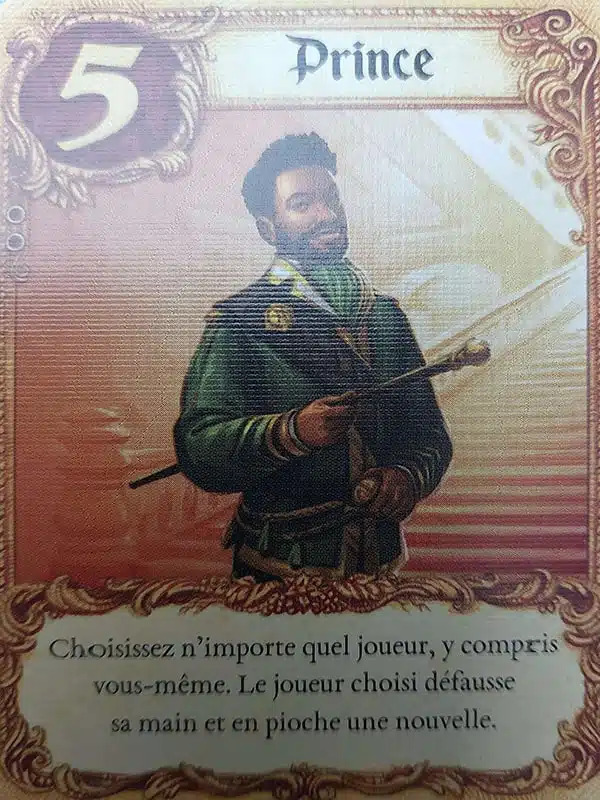 5
Prince
Choisissez n'importe quel joueur, y compris
vous-même. Le joueur choisi défausse
sa main et en pioche une nouvelle.